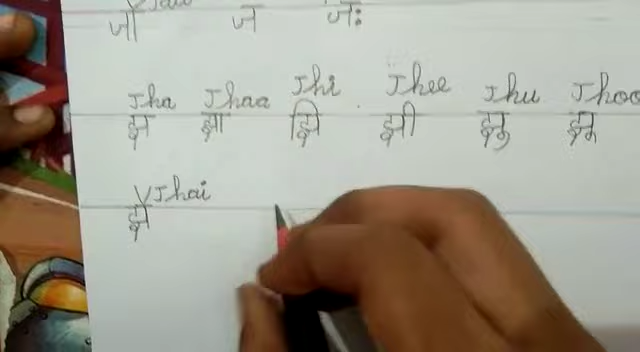 जौ ज जः
Jha Jhaa Jhi Jhee Jhu Jhoo
झ झा झि झी झु झू
Jhai
झै